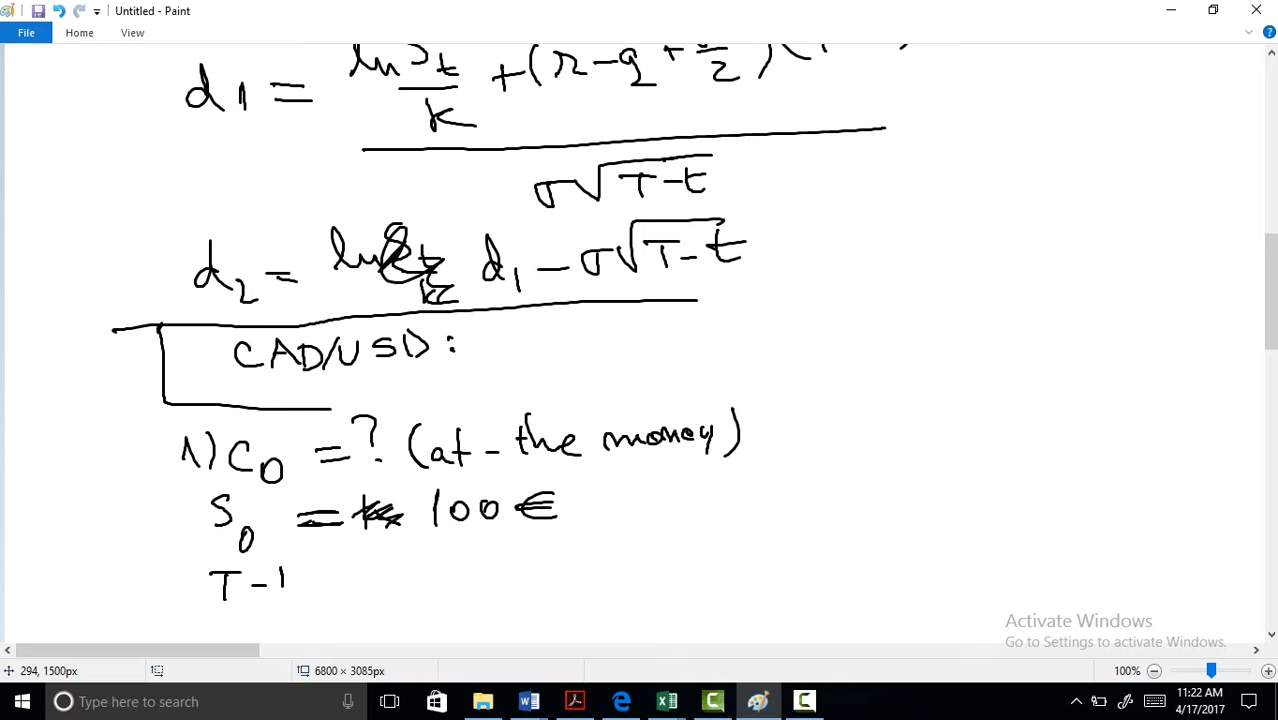 Untitled - Paint
File Home View
d1 = ln St/k + (r - q + /2) (
σ√T-t
d2 = d1 - σ√T-t
CAD/USD:
1) C0 = ? (at - the money)
S0 = 100 €
T - 1
Activate Windows
Go to Settings to activate Windows.
294, 1500px 6800 × 3085px 100%
Type here to search 11:22 AM
4/17/2017